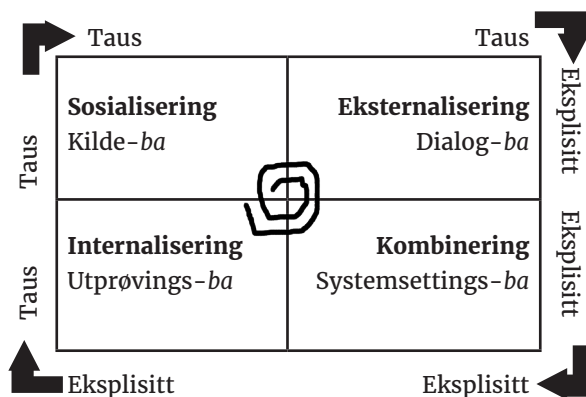 Taus
Taus
Taus
Sosialisering
Kilde-ba
Eksternalisering
Dialog-ba
Eksplisitt
Taus
Internalisering
Utprøvings-ba
Kombinering
Systemsettings-ba
Eksplisitt
Eksplisitt
Eksplisitt